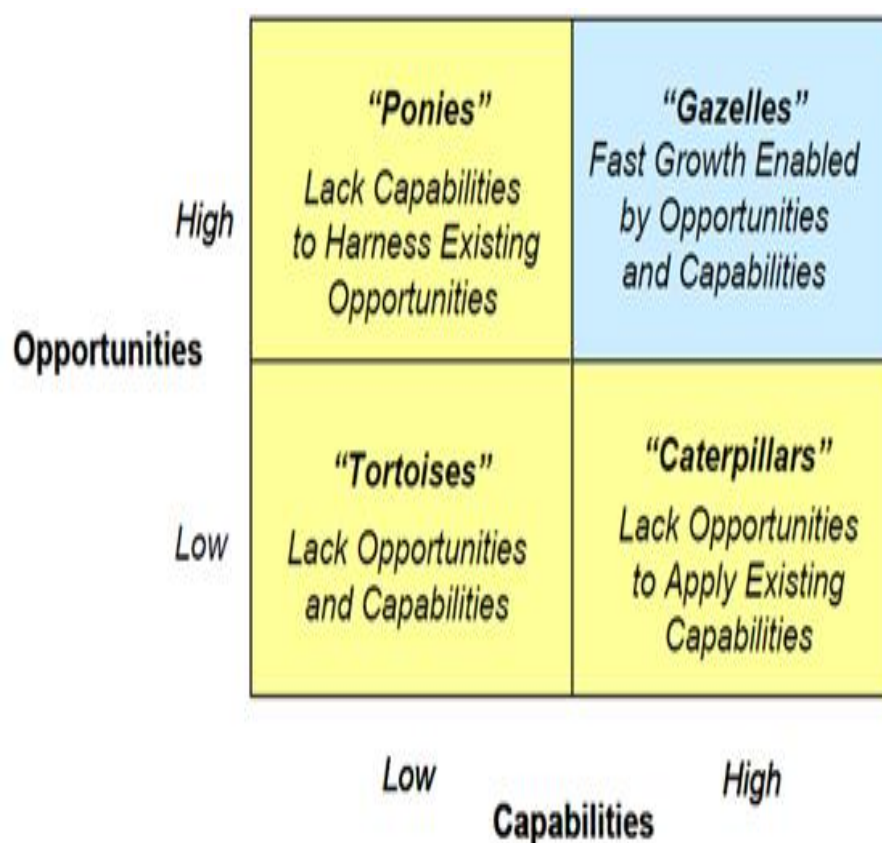 “Ponies”
Lack Capabilities
to Harness Existing
Opportunities
“Gazelles”
Fast Growth Enabled
by Opportunities
and Capabilities
High
Opportunities
“Tortoises”
Lack Opportunities
and Capabilities
“Caterpillars”
Lack Opportunities
to Apply Existing
Capabilities
Low
Low
High
Capabilities